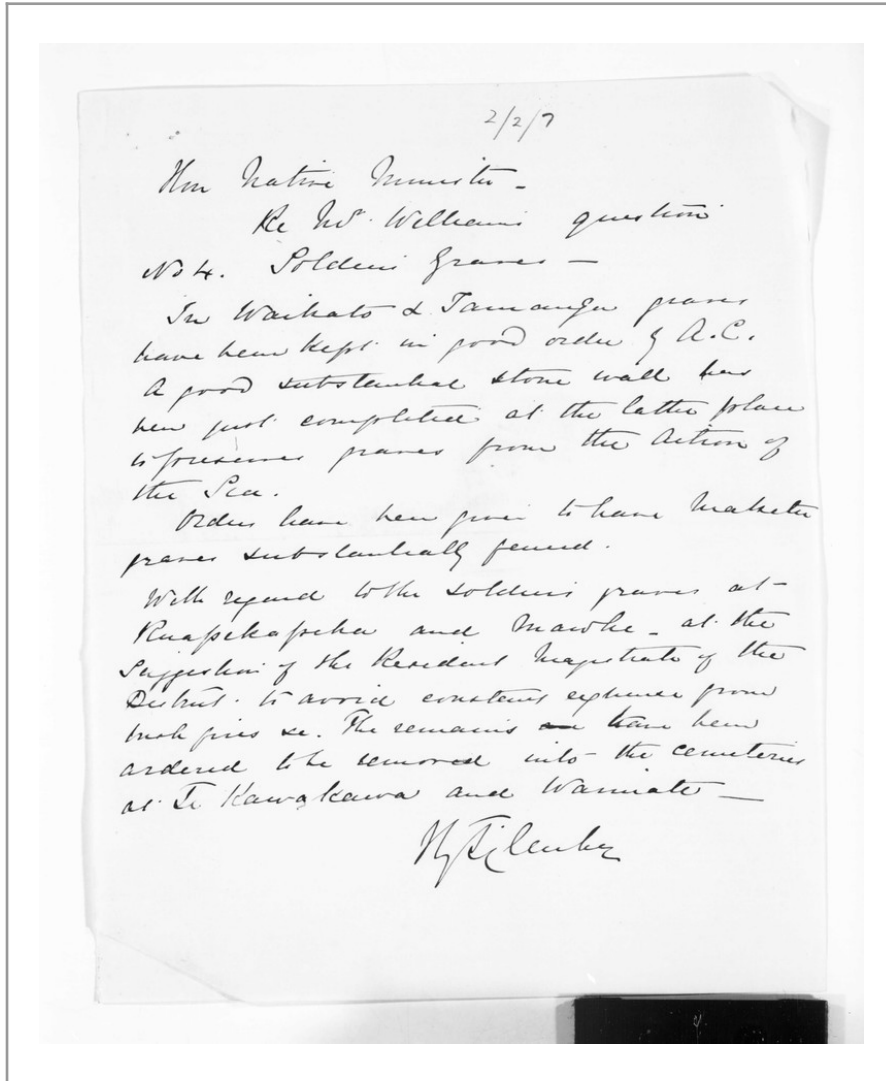 2/2/7
Hon Native Minister -
Re Mr. Williams question
No 4. Soldiers Graves -
In Waikato & Tauranga graves
have been kept in good order by A.C.
A good substantial stone wall has
been just completed at the latter place
to preserve graves from the Action of
the Sea.
Orders have been given to have Maketu
graves substantially fenced.
With regard to the soldiers graves at
Ruapekapeka and Mawhe - at the
Suggestion of the Resident Magistrate of the
District. to avoid constant expense from
bush fires &c. The remains have been
ordered to be removed into the cemeteries
at Te Kawakawa and Waimate -